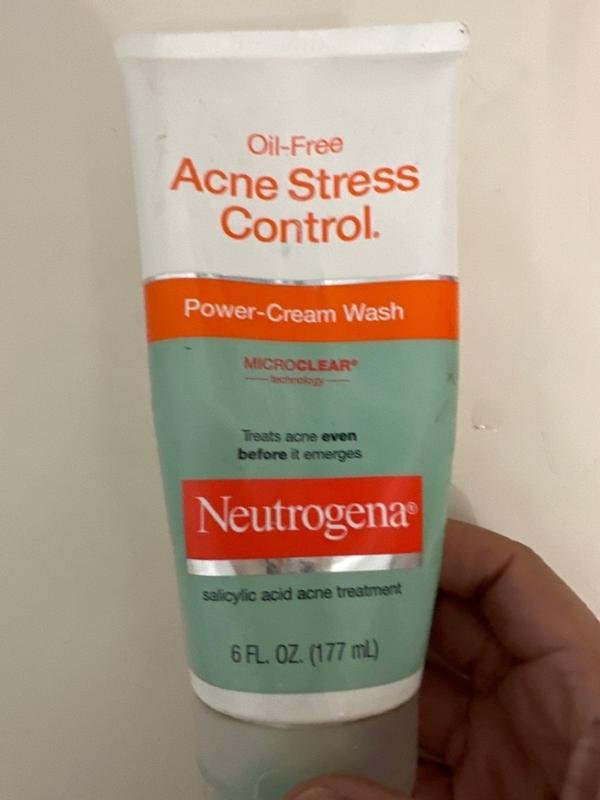 Oil-Free
Acne Stress
Control.
Power-Cream Wash
MICROCLEAR®
technology
Treats acne even
before it emerges
Neutrogena®
salicylic acid acne treatment
6 FL. OZ. (177 mL)